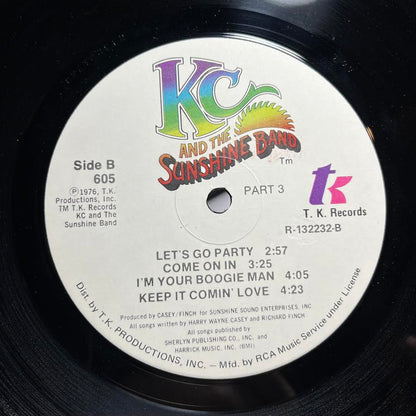 KC
AND THE
SUNSHINE BAND
Tm
Side B
605
℗1976, T.K.
Productions, Inc.
TM T.K. Records
KC and The
Sunshine Band
PART 3
tk
T. K. Records
R-132232-B
LET'S GO PARTY 2:57
COME ON IN 3:25
I'M YOUR BOOGIE MAN 4:05
KEEP IT COMIN' LOVE 4:23
Produced by CASEY/FINCH for SUNSHINE SOUND ENTERPRISES, INC.
All songs written by HARRY WAYNE CASEY and RICHARD FINCH
All songs published by
SHERLYN PUBLISHING CO., INC. and
HARRICK MUSIC, INC. (BMI)
Dist. by T.K. PRODUCTIONS, INC. – Mfd. by RCA Music Service under License